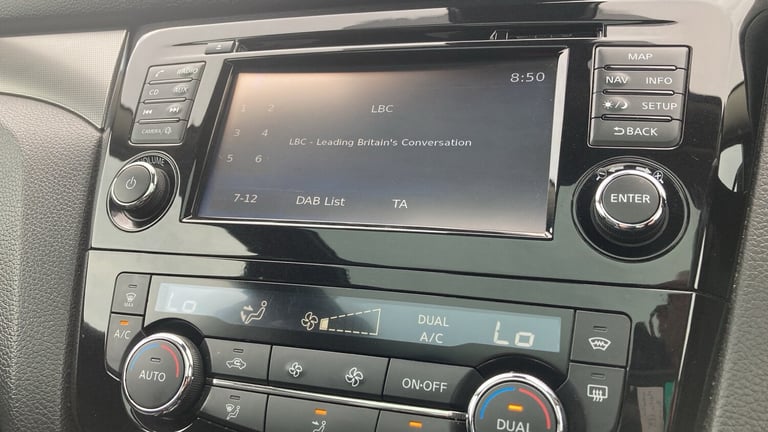 8:50
1 2
LBC
3 4
LBC - Leading Britain's Conversation
5 6
7-12 DAB List TA
RADIO
CD AUX
CAMERA/
VOLUME
MAP
NAV INFO
SETUP
BACK
ENTER
MAX
A/C
AUTO
Lo
DUAL
A/C
Lo
ON·OFF
DUAL